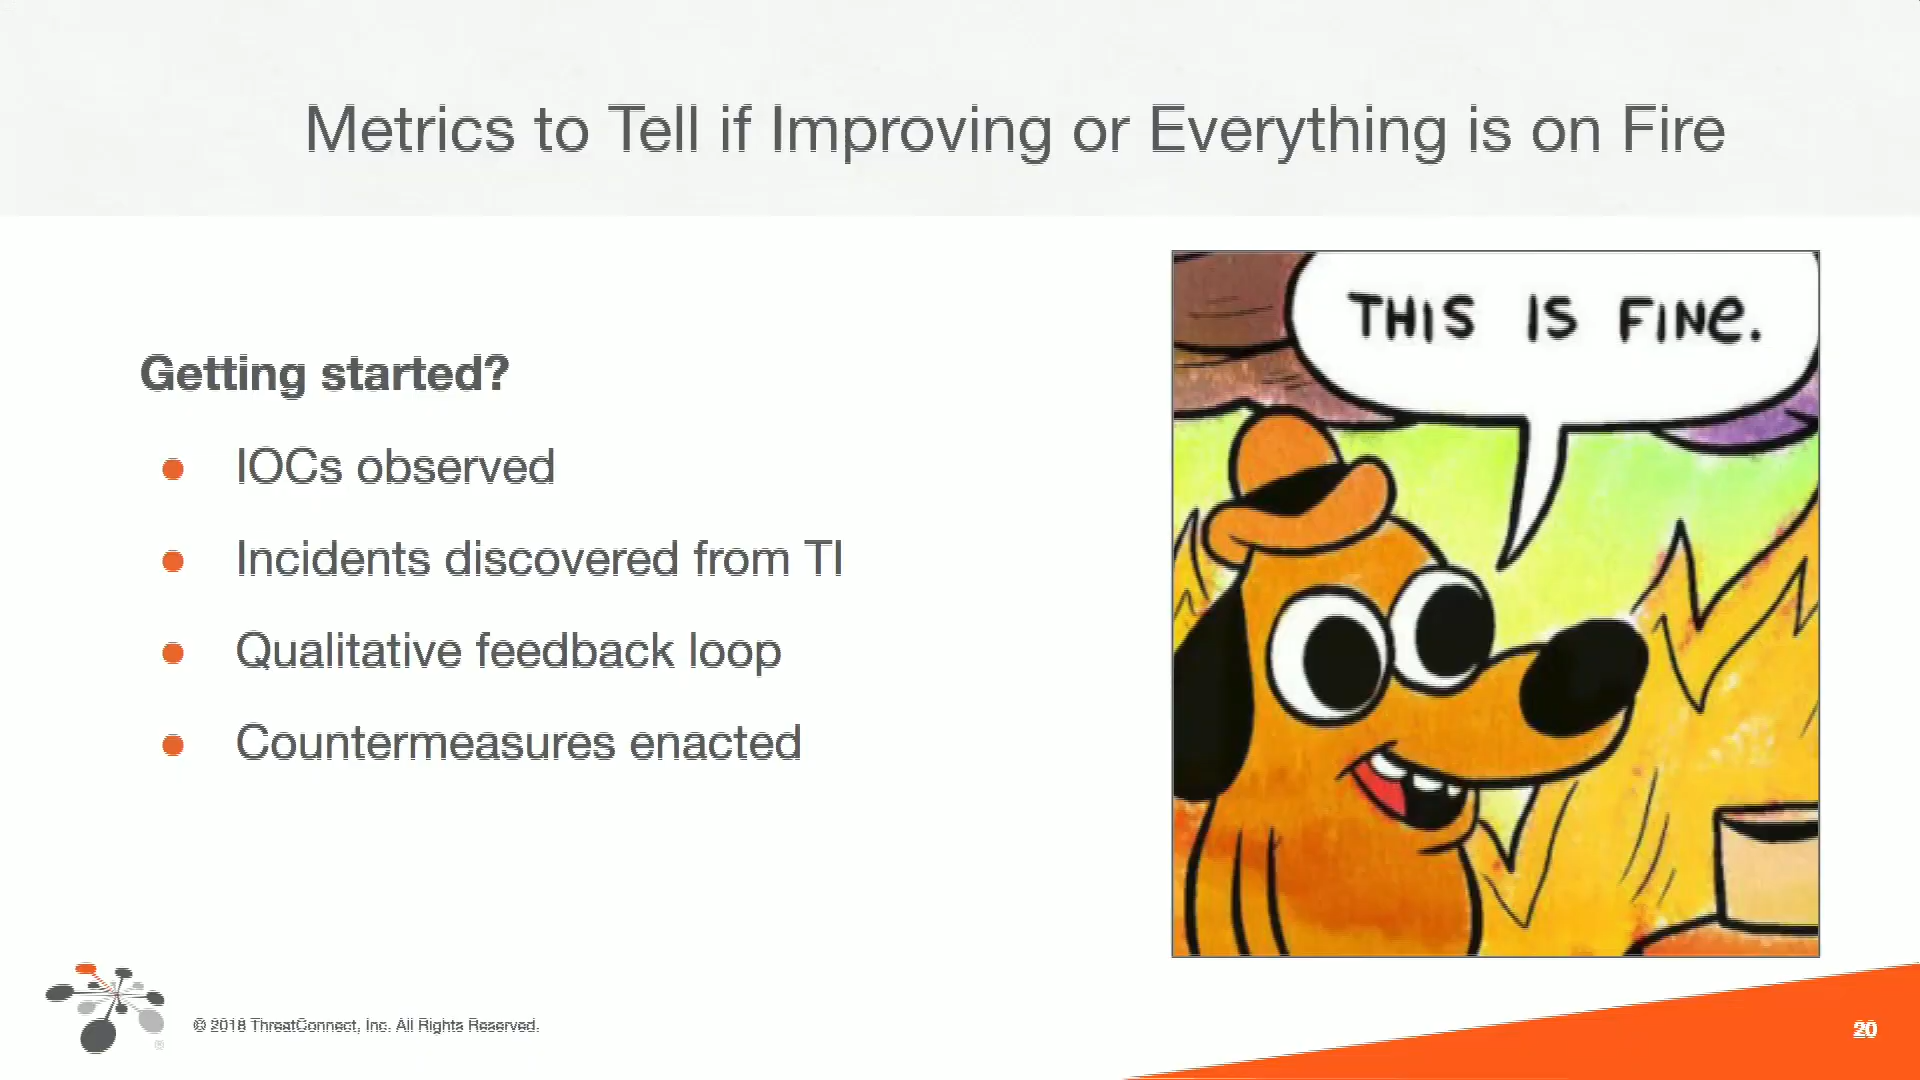 Metrics to Tell if Improving or Everything is on Fire
THIS IS FINE.
Getting started?
IOCs observed
Incidents discovered from TI
Qualitative feedback loop
Countermeasures enacted
© 2018 ThreatConnect, Inc. All Rights Reserved.
®
20